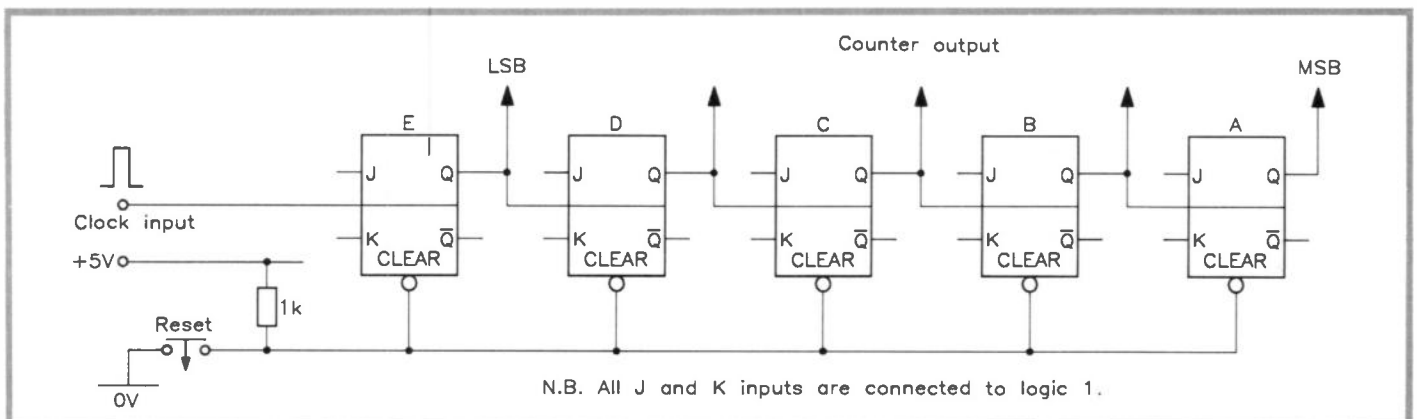 Counter output
LSB
MSB
E D C B A
J Q J Q J Q J Q J Q
Clock input
K Q̅ K Q̅ K Q̅ K Q̅ K Q̅
+5V
CLEAR CLEAR CLEAR CLEAR CLEAR
1k
Reset
0V
N.B. All J and K inputs are connected to logic 1.